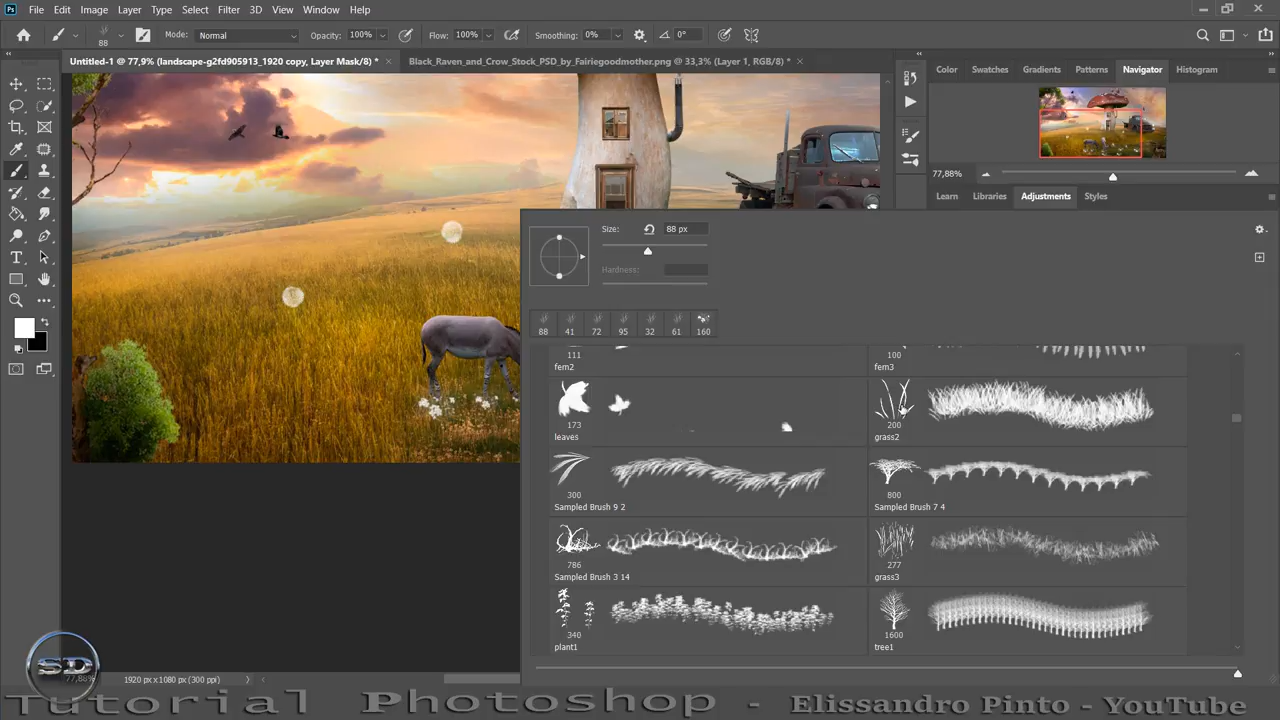 Ps File Edit Image Layer Type Select Filter 3D View Window Help
88 Mode: Normal Opacity: 100% Flow: 100% Smoothing: 0% 0°
Untitled-1 @ 77,9% (landscape-g2fd905913_1920 copy, Layer Mask/8) * × Black_Raven_and_Crow_Stock_PSD_by_Fairiegoodmother.png @ 33,3% (Layer 1, RGB/8) * ×
Color Swatches Gradients Patterns Navigator Histogram
77,88%
Learn Libraries Adjustments Styles
Size: 88 px
Hardness:
88 41 72 95 32 61 160
111 100
fem2 fem3
173 200
leaves grass2
300 800
Sampled Brush 9 2 Sampled Brush 7 4
786 277
Sampled Brush 3 14 grass3
340 1600
plant1 tree1
SD
77,88% 1920 px x 1080 px (300 ppi)
Tutorial Photoshop - Elissandro Pinto - YouTube